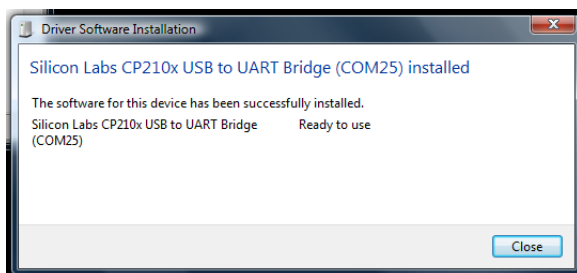 Driver Software Installation
Silicon Labs CP210x USB to UART Bridge (COM25) installed
The software for this device has been successfully installed.
Silicon Labs CP210x USB to UART Bridge Ready to use
(COM25)
Close